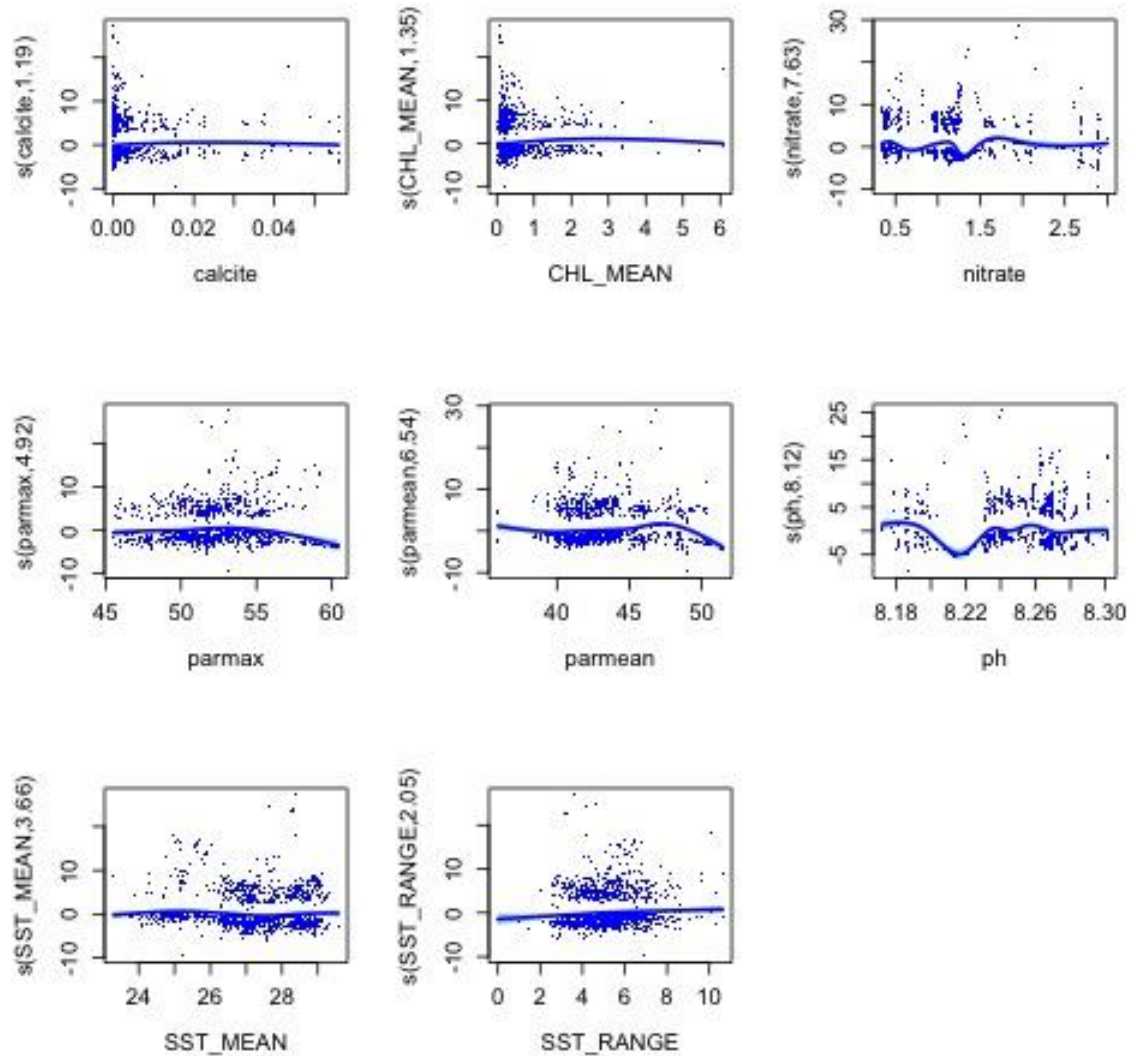 s(calcite,1.19)
-10 0 10
0.00 0.02 0.04
calcite
s(CHL_MEAN,1.35)
-10 0 10
0 1 2 3 4 5 6
CHL_MEAN
s(nitrate,7.63)
-10 0 10 30
0.5 1.5 2.5
nitrate
s(parmax,4.92)
-10 0 10
45 50 55 60
parmax
s(parmean,6.54)
-10 0 10 30
40 45 50
parmean
s(ph,8.12)
-5 5 15 25
8.18 8.22 8.26 8.30
ph
s(SST_MEAN,3.66)
-10 0 10
24 26 28
SST_MEAN
s(SST_RANGE,2.05)
-10 0 10
0 2 4 6 8 10
SST_RANGE